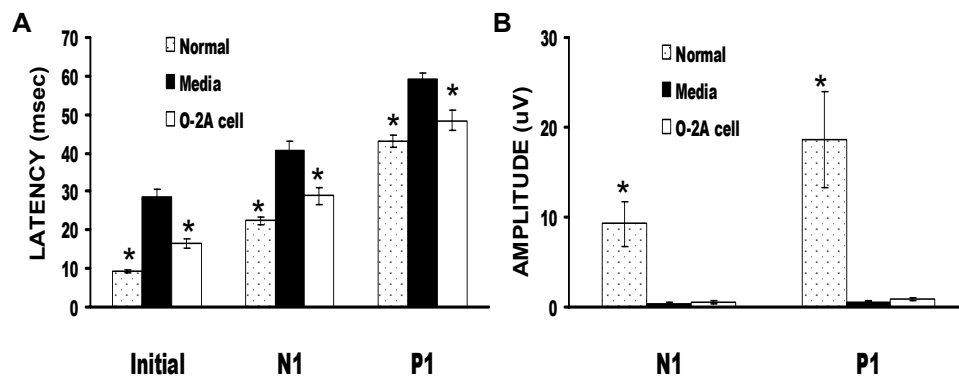 A
LATENCY (msec)
70
60
50
40
30
20
10
0
Normal
Media
O-2A cell
*
*
*
*
*
*
Initial
N1
P1
B
AMPLITUDE (uV)
30
20
10
0
Normal
Media
O-2A cell
*
*
N1
P1